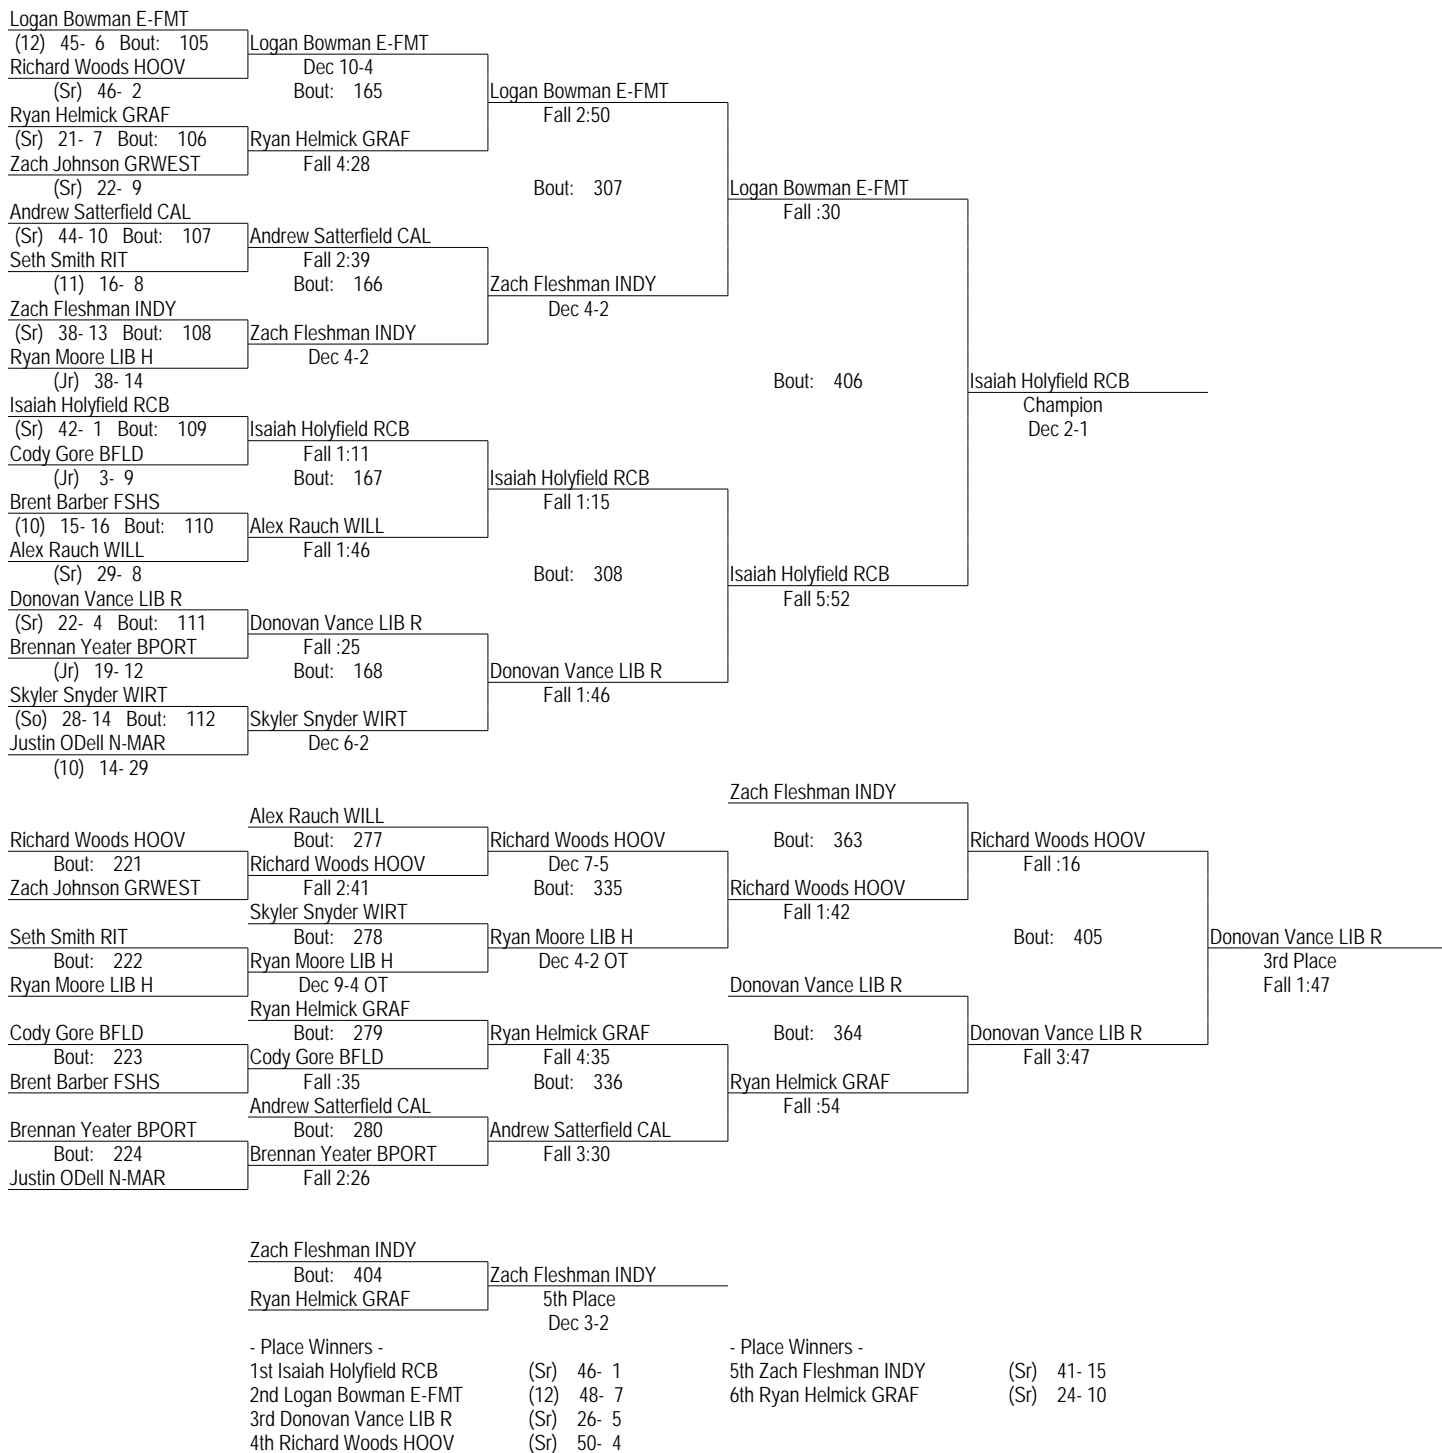 Logan Bowman E-FMT
(12) 45- 6 Bout: 105 Logan Bowman E-FMT
Richard Woods HOOV Dec 10-4
(Sr) 46- 2 Bout: 165 Logan Bowman E-FMT
Ryan Helmick GRAF Fall 2:50
(Sr) 21- 7 Bout: 106 Ryan Helmick GRAF
Zach Johnson GRWEST Fall 4:28
(Sr) 22- 9 Bout: 307 Logan Bowman E-FMT
Andrew Satterfield CAL Fall :30
(Sr) 44- 10 Bout: 107 Andrew Satterfield CAL
Seth Smith RIT Fall 2:39
(11) 16- 8 Bout: 166 Zach Fleshman INDY
Zach Fleshman INDY Dec 4-2
(Sr) 38- 13 Bout: 108 Zach Fleshman INDY
Ryan Moore LIB H Dec 4-2
(Jr) 38- 14 Bout: 406 Isaiah Holyfield RCB
Isaiah Holyfield RCB Champion
(Sr) 42- 1 Bout: 109 Isaiah Holyfield RCB Dec 2-1
Cody Gore BFLD Fall 1:11
(Jr) 3- 9 Bout: 167 Isaiah Holyfield RCB
Brent Barber FSHS Fall 1:15
(10) 15- 16 Bout: 110 Alex Rauch WILL
Alex Rauch WILL Fall 1:46
(Sr) 29- 8 Bout: 308 Isaiah Holyfield RCB
Donovan Vance LIB R Fall 5:52
(Sr) 22- 4 Bout: 111 Donovan Vance LIB R
Brennan Yeater BPORT Fall :25
(Jr) 19- 12 Bout: 168 Donovan Vance LIB R
Skyler Snyder WIRT Fall 1:46
(So) 28- 14 Bout: 112 Skyler Snyder WIRT
Justin ODell N-MAR Dec 6-2
(10) 14- 29
Zach Fleshman INDY
Alex Rauch WILL
Richard Woods HOOV Bout: 277 Richard Woods HOOV Bout: 363 Richard Woods HOOV
Bout: 221 Richard Woods HOOV Dec 7-5 Fall :16
Zach Johnson GRWEST Fall 2:41 Bout: 335 Richard Woods HOOV
Skyler Snyder WIRT Fall 1:42
Seth Smith RIT Bout: 278 Ryan Moore LIB H Bout: 405 Donovan Vance LIB R
Bout: 222 Ryan Moore LIB H Dec 4-2 OT 3rd Place
Ryan Moore LIB H Dec 9-4 OT Donovan Vance LIB R Fall 1:47
Ryan Helmick GRAF
Cody Gore BFLD Bout: 279 Ryan Helmick GRAF Bout: 364 Donovan Vance LIB R
Bout: 223 Cody Gore BFLD Fall 4:35 Fall 3:47
Brent Barber FSHS Fall :35 Bout: 336 Ryan Helmick GRAF
Andrew Satterfield CAL Fall :54
Brennan Yeater BPORT Bout: 280 Andrew Satterfield CAL
Bout: 224 Brennan Yeater BPORT Fall 3:30
Justin ODell N-MAR Fall 2:26
Zach Fleshman INDY
Bout: 404 Zach Fleshman INDY
Ryan Helmick GRAF 5th Place
Dec 3-2
- Place Winners - - Place Winners -
1st Isaiah Holyfield RCB (Sr) 46- 1 5th Zach Fleshman INDY (Sr) 41- 15
2nd Logan Bowman E-FMT (12) 48- 7 6th Ryan Helmick GRAF (Sr) 24- 10
3rd Donovan Vance LIB R (Sr) 26- 5
4th Richard Woods HOOV (Sr) 50- 4